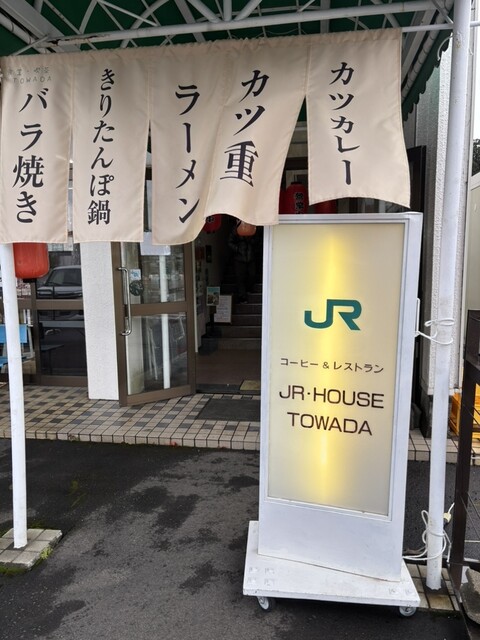 カツカレー
カツ重
ラーメン
きりたんぽ鍋
バラ焼き
TOWADA
JR
コーヒー & レストラン
JR・HOUSE
TOWADA